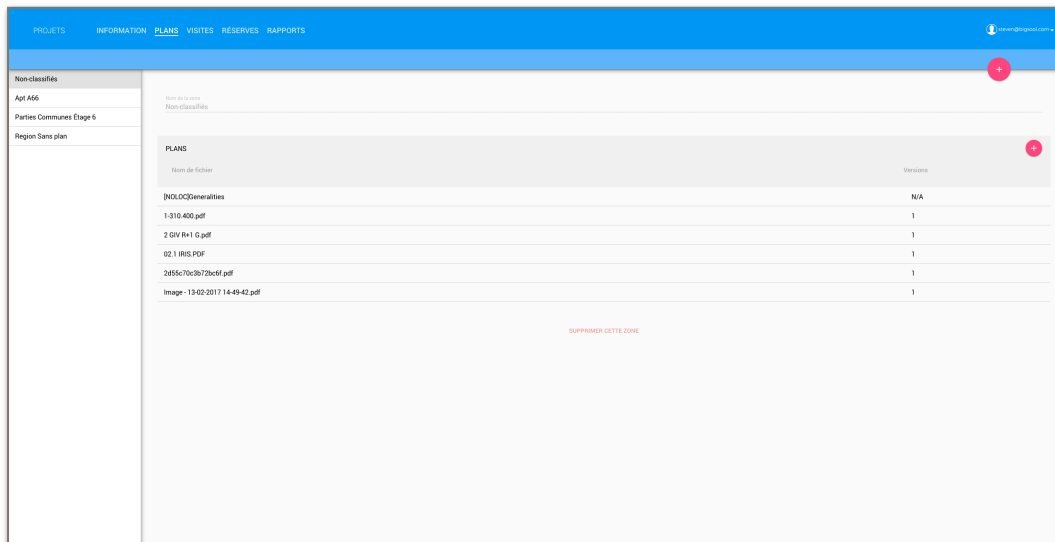 PROJETS INFORMATION PLANS VISITES RÉSERVES RAPPORTS steven@bigsool.com
+
Non-classifiés
Apt A66
Parties Communes Étage 6
Region Sans plan
Nom de la zone
Non-classifiés
PLANS +
Nom de fichier Versions
[NOLOC]Generalities N/A
1-310.400.pdf 1
2 GIV R+1 G.pdf 1
02.1 IRIS.PDF 1
2d55c70c3b72bc6f.pdf 1
Image - 13-02-2017 14-49-42.pdf 1
SUPPRIMER CETTE ZONE